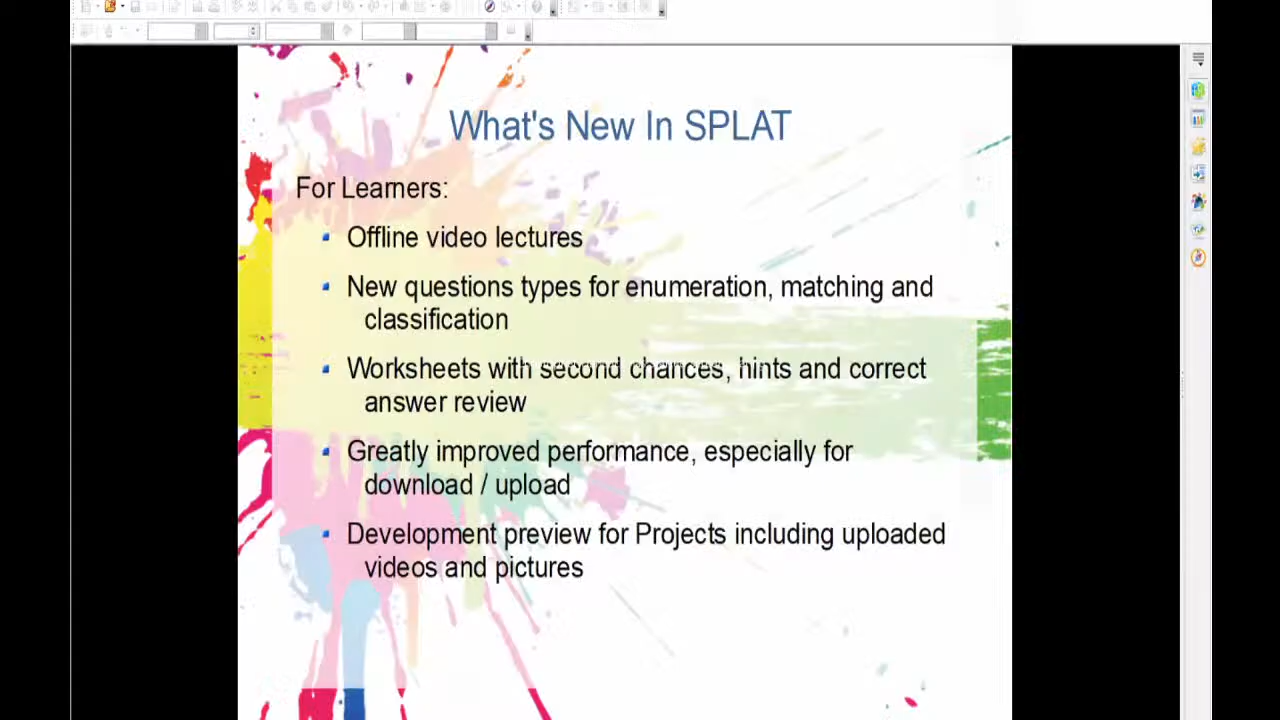 What's New In SPLAT
For Learners:
Offline video lectures
New questions types for enumeration, matching and
classification
Worksheets with second chances, hints and correct
answer review
Greatly improved performance, especially for
download / upload
Development preview for Projects including uploaded
videos and pictures